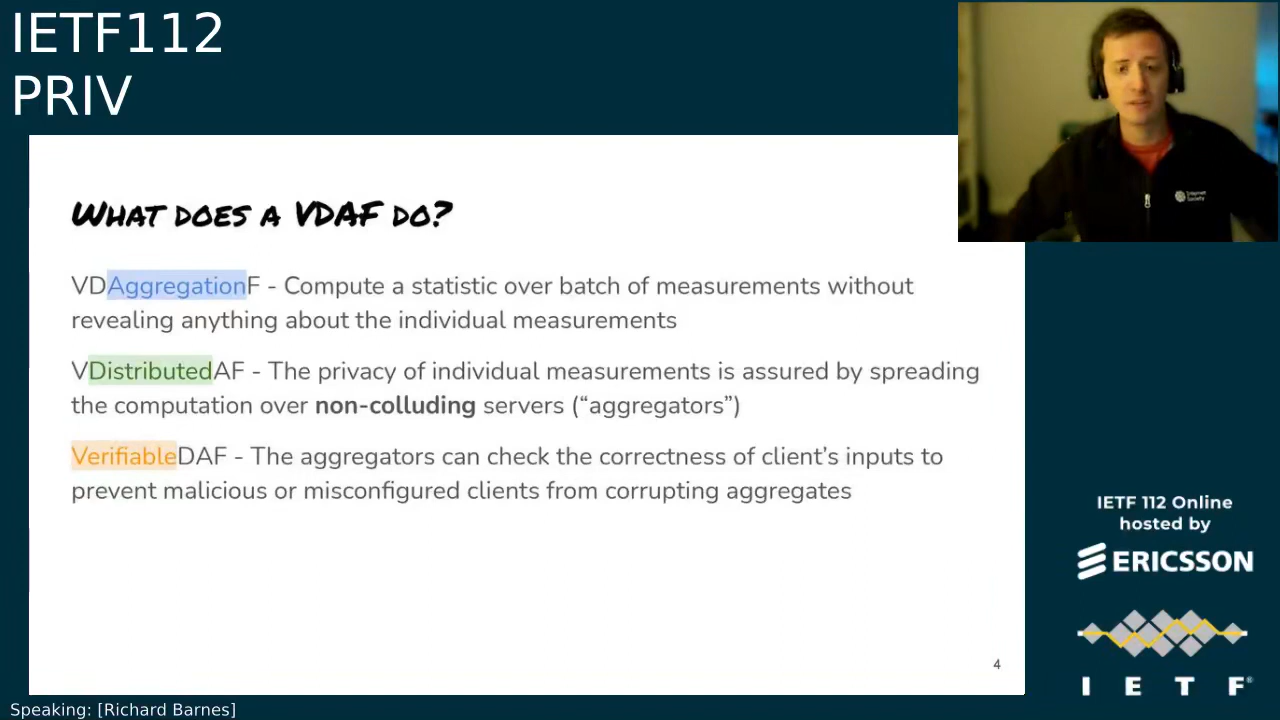 IETF112
PRIV
Internet
Society
What does a VDAF do?
VDAggregationF - Compute a statistic over batch of measurements without
revealing anything about the individual measurements
VDistributedAF - The privacy of individual measurements is assured by spreading
the computation over non-colluding servers (“aggregators”)
VerifiableDAF - The aggregators can check the correctness of client’s inputs to
prevent malicious or misconfigured clients from corrupting aggregates
4
IETF 112 Online
hosted by
ERICSSON
I E T F®
Speaking: [Richard Barnes]